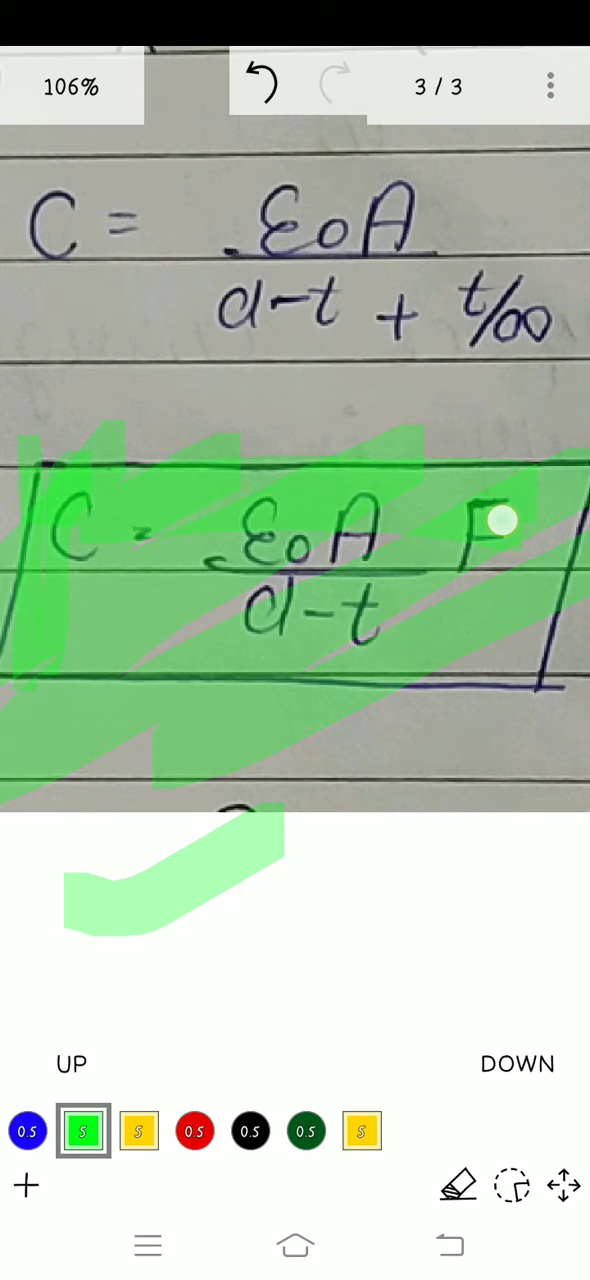 106%
3 / 3
C = ε0A
d-t + t/∞
C = ε0A F
d-t
UP DOWN
0.5 5 5 0.5 0.5 0.5 5